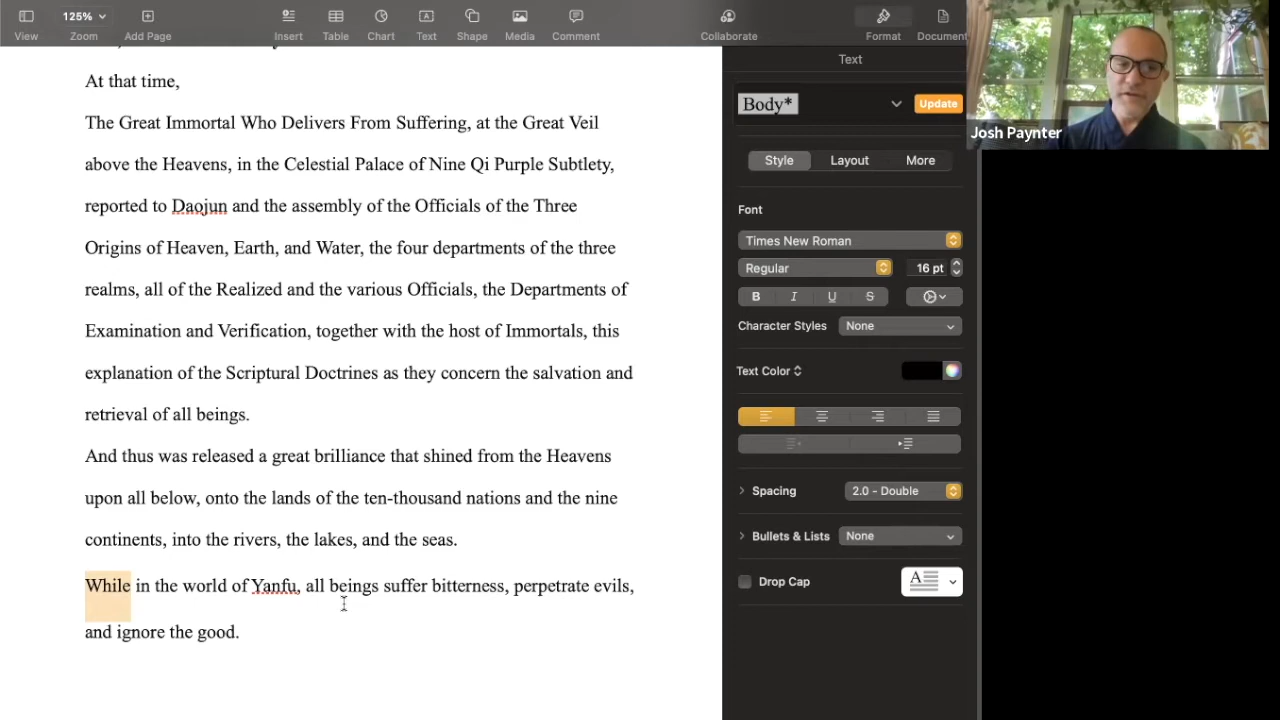 125%
View
Zoom
Add Page
Insert
Table
Chart
Text
Shape
Media
Comment
Collaborate
Format
Document
At that time,
The Great Immortal Who Delivers From Suffering, at the Great Veil
above the Heavens, in the Celestial Palace of Nine Qi Purple Subtlety,
reported to Daojun and the assembly of the Officials of the Three
Origins of Heaven, Earth, and Water, the four departments of the three
realms, all of the Realized and the various Officials, the Departments of
Examination and Verification, together with the host of Immortals, this
explanation of the Scriptural Doctrines as they concern the salvation and
retrieval of all beings.
And thus was released a great brilliance that shined from the Heavens
upon all below, onto the lands of the ten-thousand nations and the nine
continents, into the rivers, the lakes, and the seas.
While in the world of Yanfu, all beings suffer bitterness, perpetrate evils,
and ignore the good.
Text
Body*
Update
Style
Layout
More
Font
Times New Roman
Regular
16 pt
B I U S
Character Styles
None
Text Color
Spacing
2.0 - Double
Bullets & Lists
None
Drop Cap
A
Josh Paynter